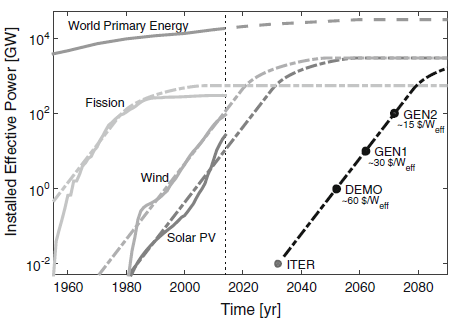 Installed Effective Power [GW]
10^4
10^2
10^0
10^-2
World Primary Energy
Fission
Wind
Solar PV
GEN2
~15 $/W_eff
GEN1
~30 $/W_eff
DEMO
~60 $/W_eff
ITER
1960 1980 2000 2020 2040 2060 2080
Time [yr]